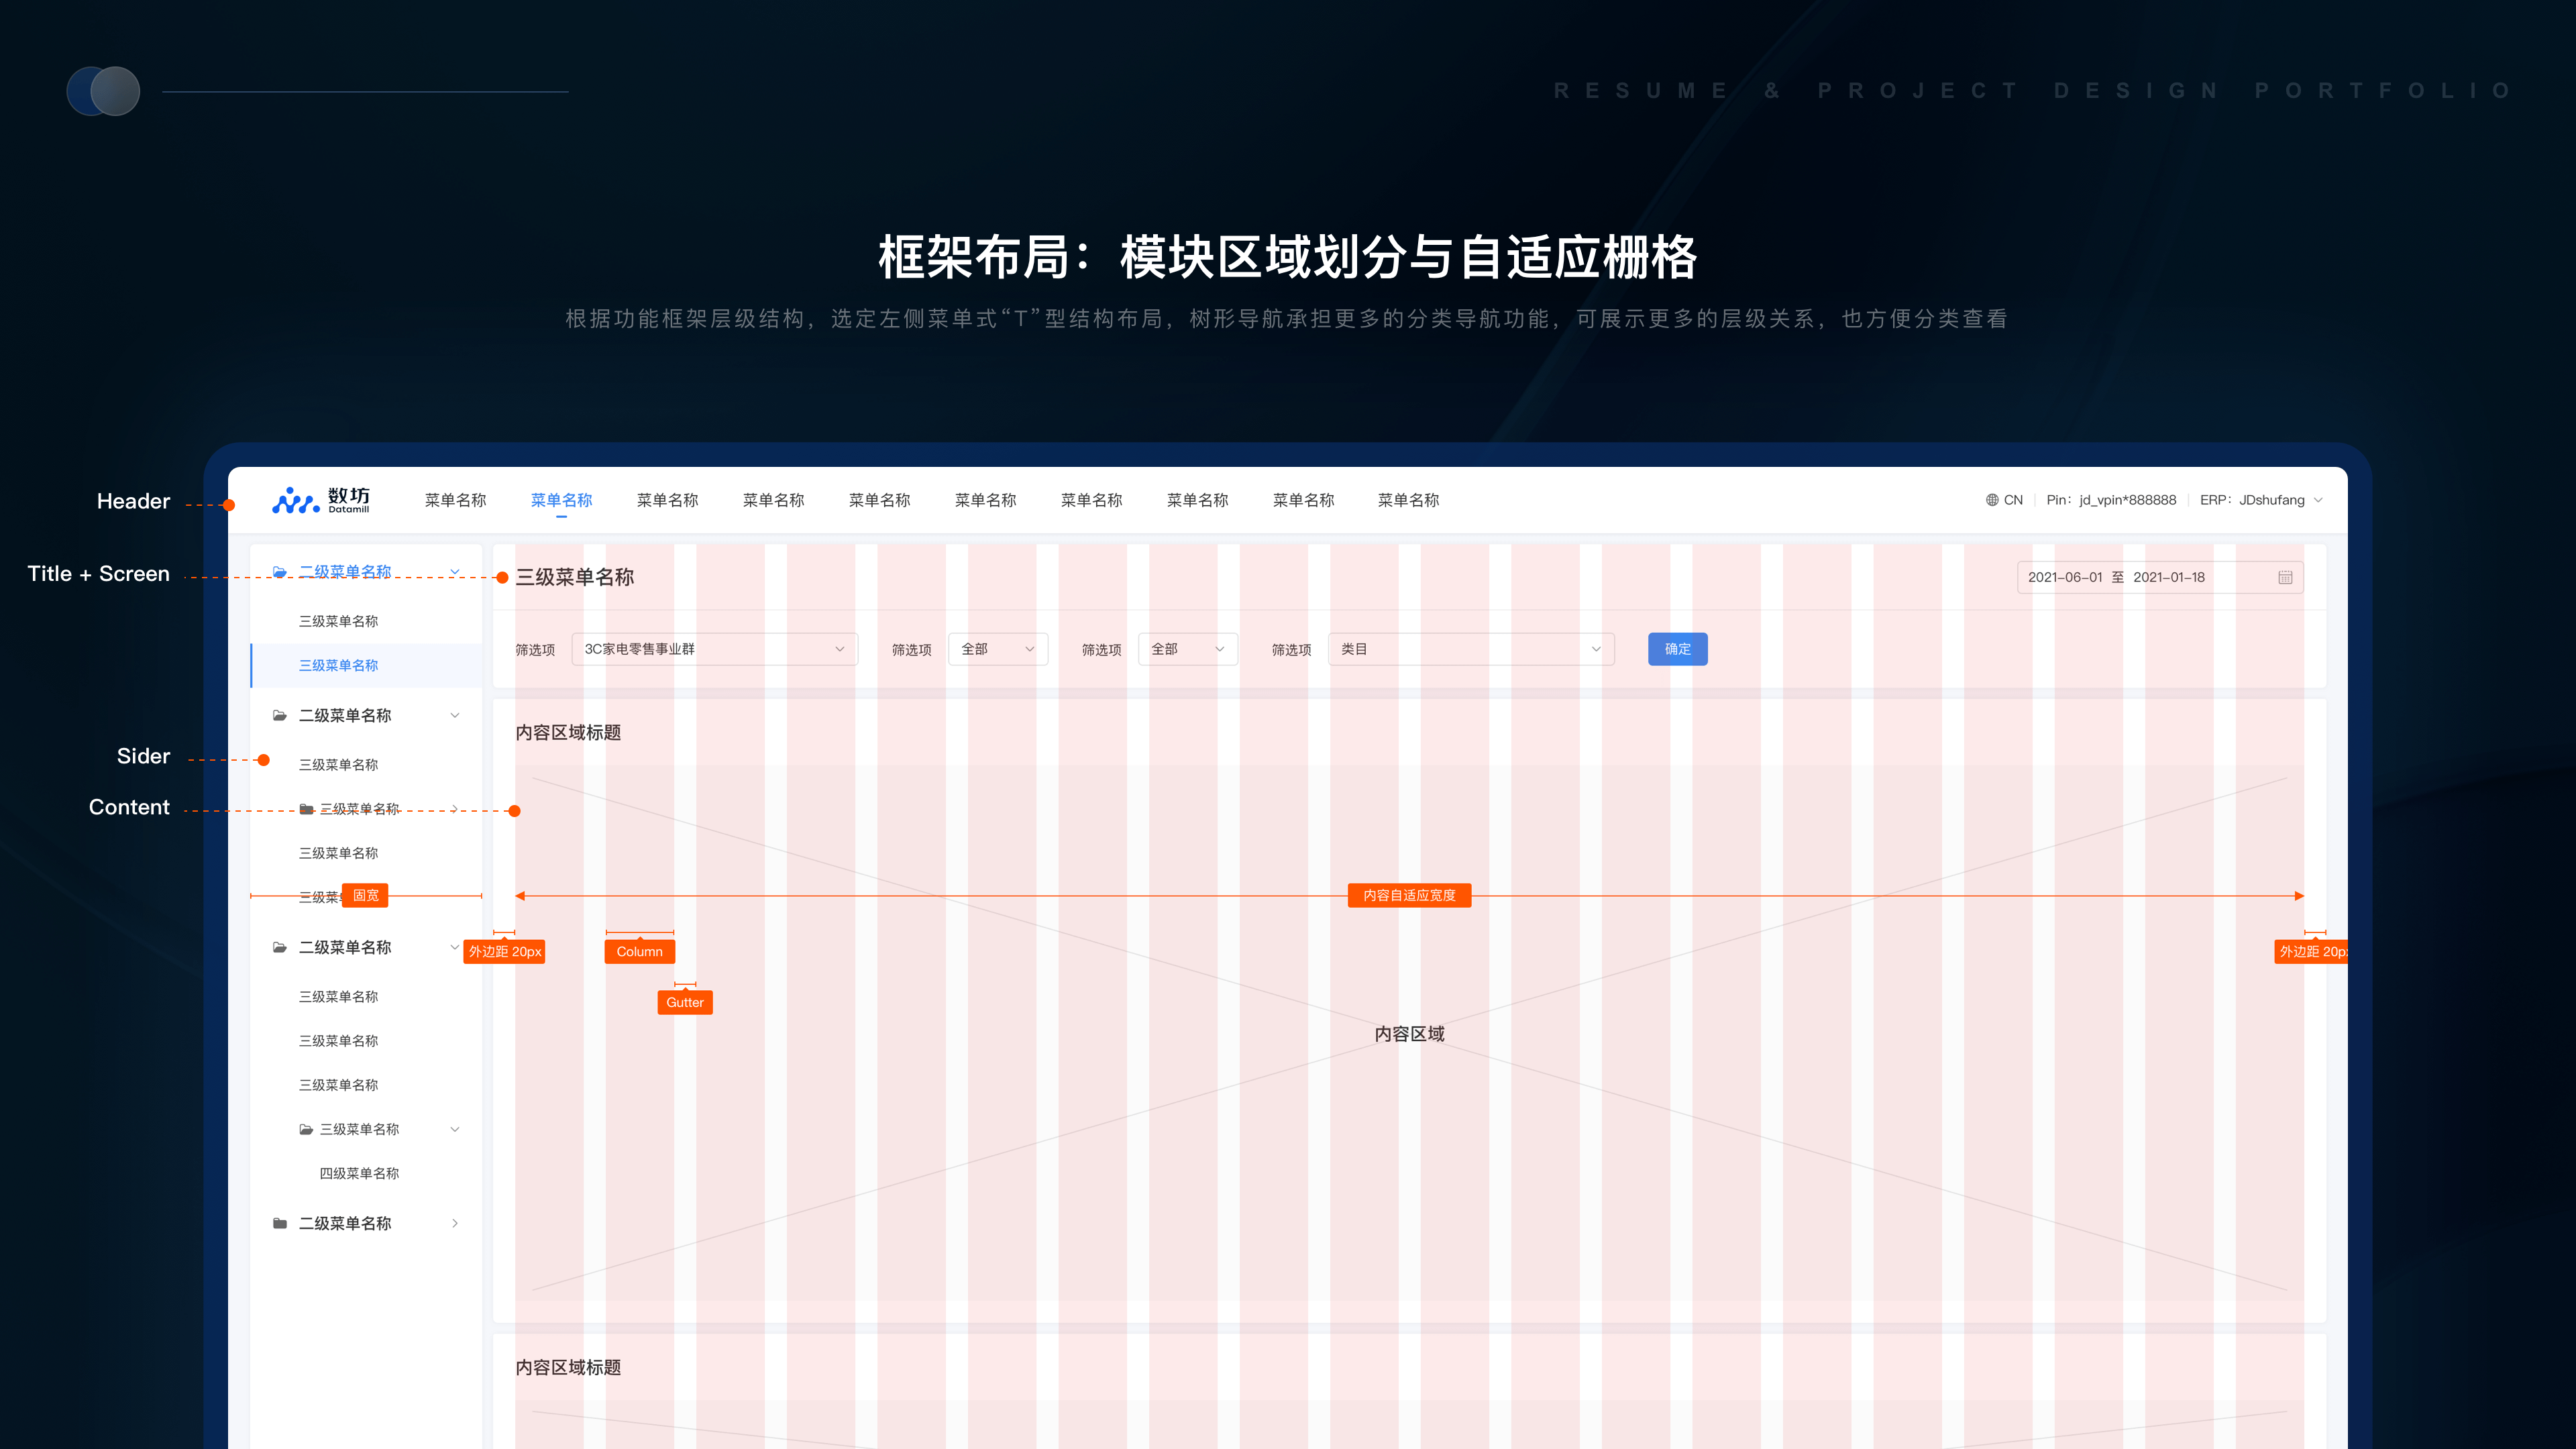 RESUME & PROJECT DESIGN PORTFOLIO
框架布局：模块区域划分与自适应栅格
根据功能框架层级结构，选定左侧菜单式“T”型结构布局，树形导航承担更多的分类导航功能，可展示更多的层级关系，也方便分类查看
Header
数坊
Datamill
菜单名称 菜单名称 菜单名称 菜单名称 菜单名称 菜单名称 菜单名称 菜单名称 菜单名称 菜单名称
CN
Pin：jd_vpin*888888
ERP：JDshufang
Title + Screen
二级菜单名称
三级菜单名称
三级菜单名称
二级菜单名称
Sider
三级菜单名称
Content
三级菜单名称
三级菜单名称
三级菜
固宽
二级菜单名称
三级菜单名称
三级菜单名称
三级菜单名称
三级菜单名称
四级菜单名称
二级菜单名称
三级菜单名称
2021-06-01 至 2021-01-18
筛选项 3C家电零售事业群 筛选项 全部 筛选项 全部 筛选项 类目 确定
内容区域标题
内容自适应宽度
外边距 20px
Column
外边距 20p
Gutter
内容区域
内容区域标题